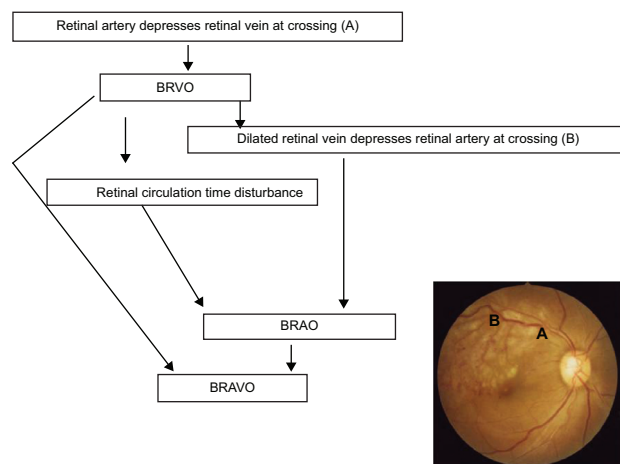 Retinal artery depresses retinal vein at crossing (A)
BRVO
Dilated retinal vein depresses retinal artery at crossing (B)
Retinal circulation time disturbance
BRAO
BRAVO
B
A